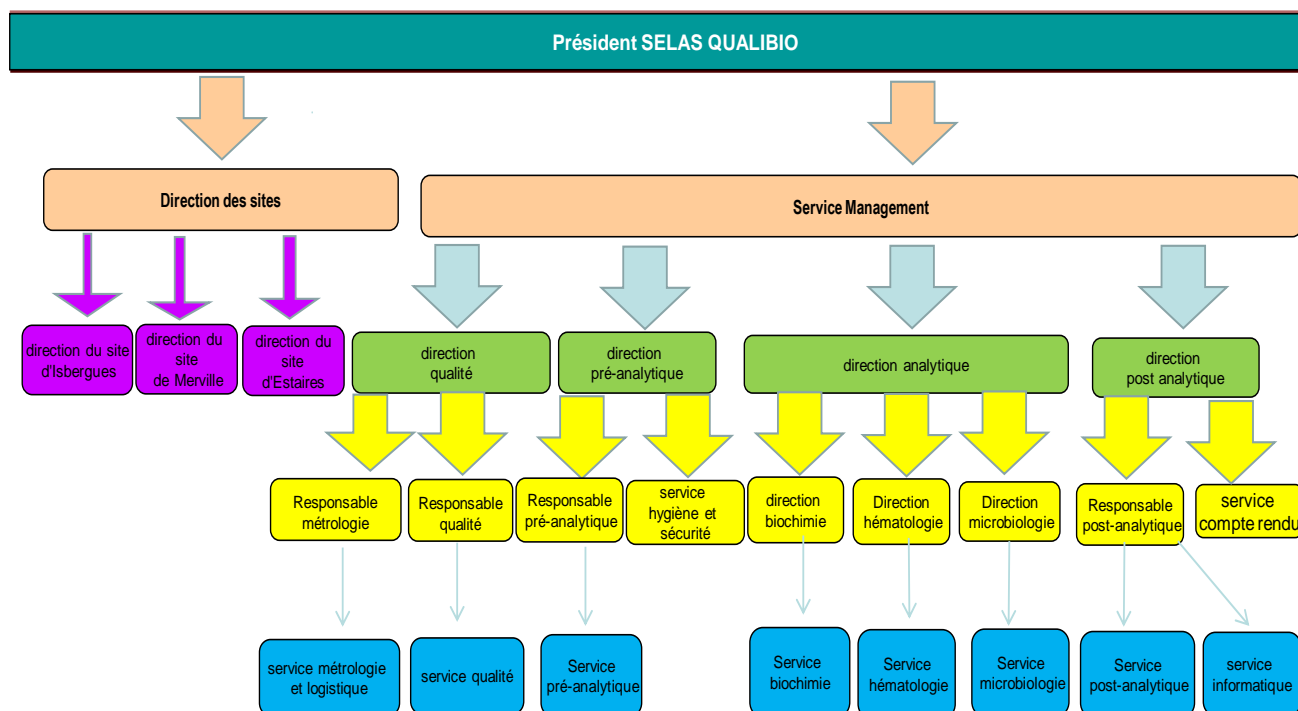 Président SELAS QUALIBIO
Direction des sites
Service Management
direction du site
d'Isbergues
direction du
site
de Merville
direction du
site
d'Estaires
direction
qualité
direction
pré-analytique
direction analytique
direction
post analytique
Responsable
métrologie
Responsable
qualité
Responsable
pré-analytique
service
hygiène et
sécurité
direction
biochimie
Direction
hématologie
Direction
microbiologie
Responsable
post-analytique
service
compte rendu
service métrologie
et logistique
service qualité
Service
pré-analytique
Service
biochimie
Service
hématologie
Service
microbiologie
Service
post-analytique
service
informatique